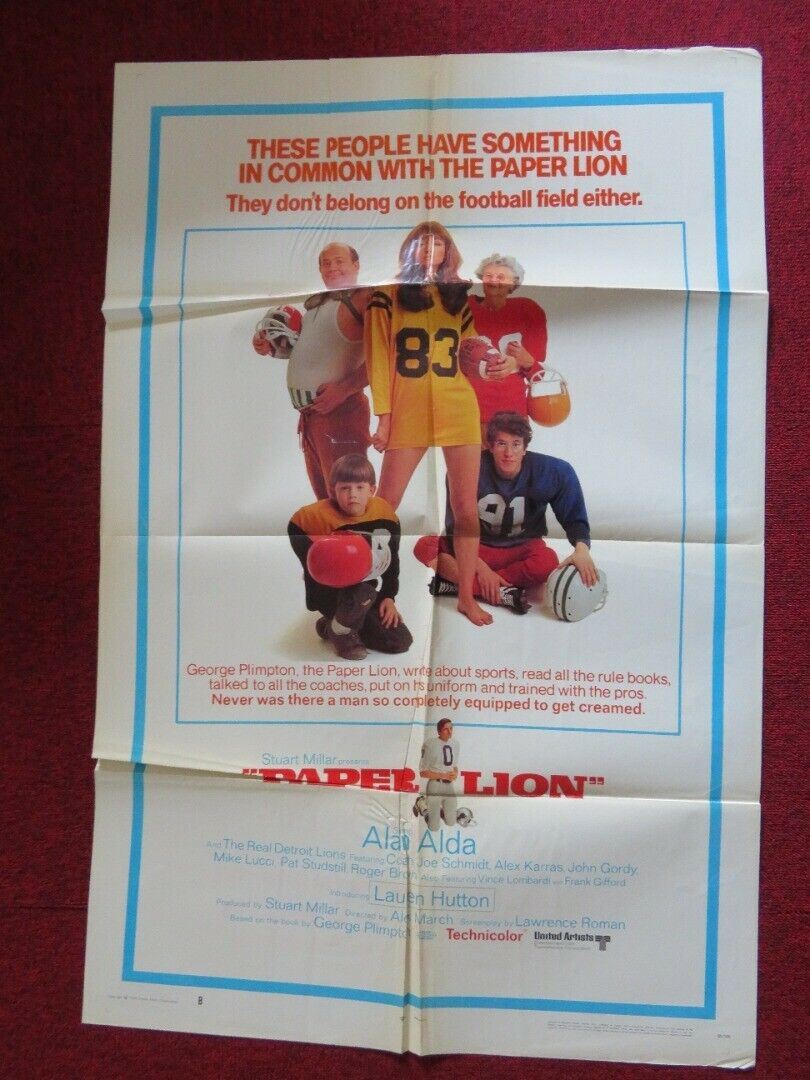 THESE PEOPLE HAVE SOMETHING
IN COMMON WITH THE PAPER LION
They don't belong on the football field either.
83
91
George Plimpton, the Paper Lion, write about sports, read all the rule books,
talked to all the coaches, put on uniform and trained with the pros.
Never was there a man so completely equipped to get creamed.
0
Stuart Millar presents
"PAPER LION"
Alan Alda
And The Real Detroit Lions Featuring Coach Joe Schmidt, Alex Karras, John Gordy,
Mike Lucci, Pat Studstill, Roger Brown Also Featuring Vince Lombardi and Frank Gifford
Introducing Lauren Hutton
Produced by Stuart Millar Directed by Alex March Screenplay by Lawrence Roman
Based on the book by George Plimpton Technicolor United Artists
B